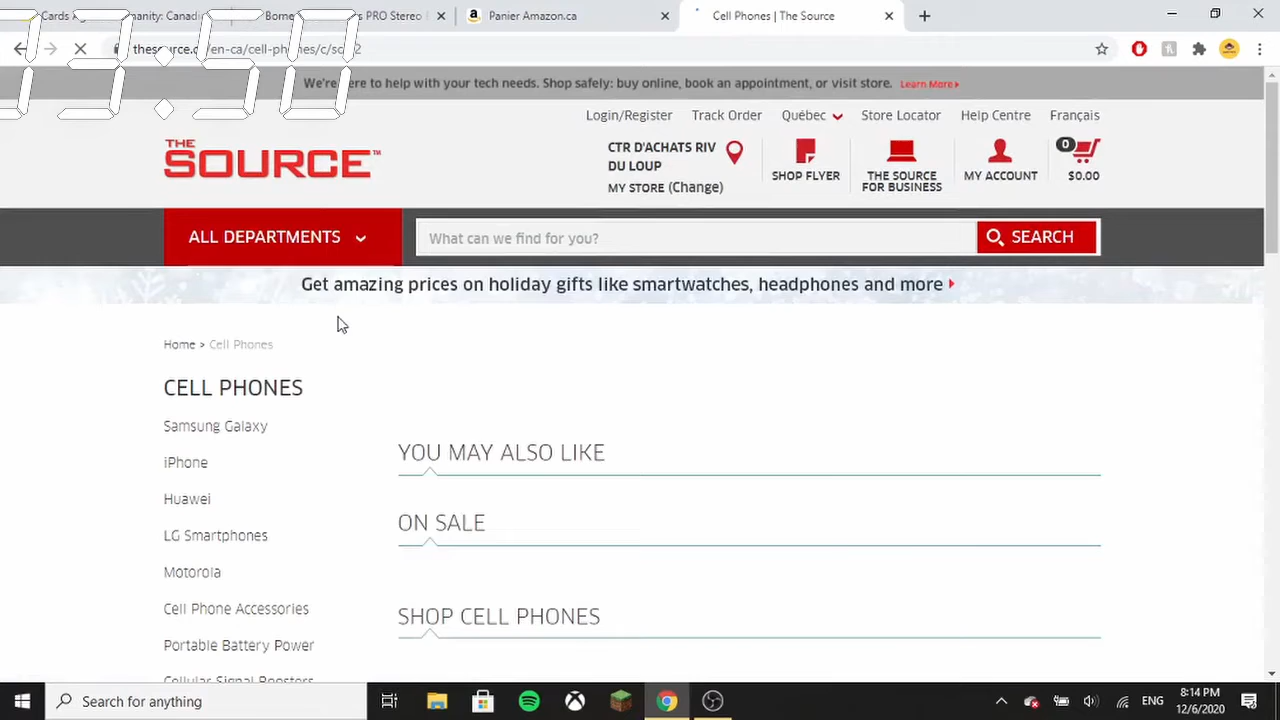 Cards Ag
manity: Canadi
Borne
rs PRO Stereo
Panier Amazon.ca
Cell Phones | The Source
thesource.c
/en-ca/cell-phones/c/sc
2
We're here to help with your tech needs. Shop safely: buy online, book an appointment, or visit store. Learn More
Login/Register Track Order Québec Store Locator Help Centre Français
THE SOURCE™
CTR D'ACHATS RIV DU LOUP
MY STORE (Change)
SHOP FLYER
THE SOURCE FOR BUSINESS
MY ACCOUNT
0
$0.00
ALL DEPARTMENTS
What can we find for you?
SEARCH
Get amazing prices on holiday gifts like smartwatches, headphones and more
Home > Cell Phones
CELL PHONES
Samsung Galaxy
iPhone
Huawei
LG Smartphones
Motorola
Cell Phone Accessories
Portable Battery Power
Cellular Signal Boosters
YOU MAY ALSO LIKE
ON SALE
SHOP CELL PHONES
Search for anything
ENG
8:14 PM
12/6/2020